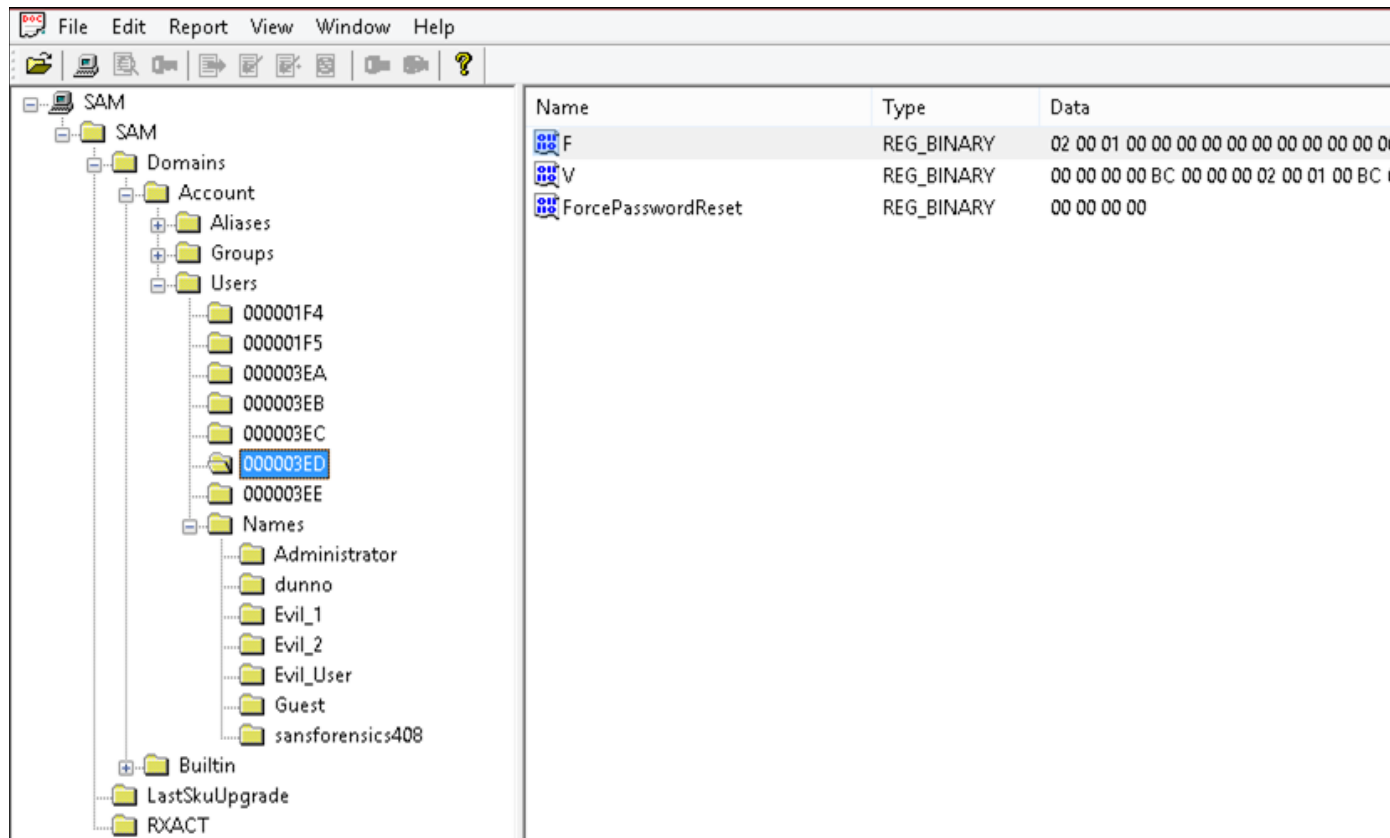 File Edit Report View Window Help
SAM
SAM
Domains
Account
Aliases
Groups
Users
000001F4
000001F5
000003EA
000003EB
000003EC
000003ED
000003EE
Names
Administrator
dunno
Evil_1
Evil_2
Evil_User
Guest
sansforensics408
Builtin
LastSkuUpgrade
RXACT
Name Type Data
F REG_BINARY 02 00 01 00 00 00 00 00 00 00 00 00 00
V REG_BINARY 00 00 00 00 BC 00 00 00 02 00 01 00 BC
ForcePasswordReset REG_BINARY 00 00 00 00